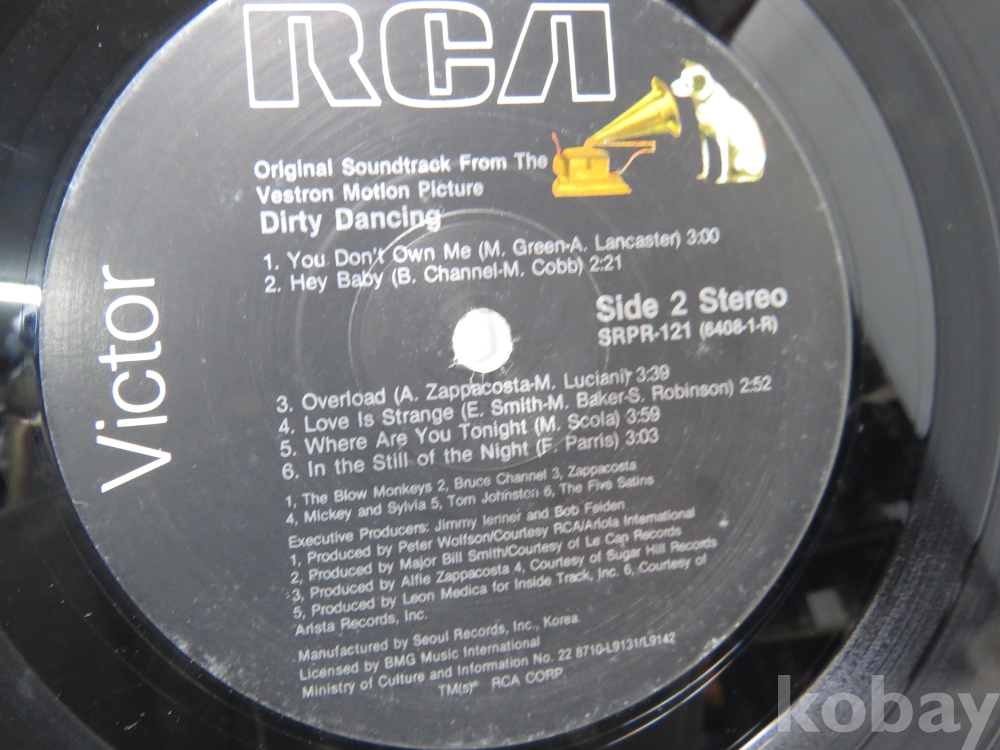 RCA
Original Soundtrack From The
Vestron Motion Picture
Dirty Dancing
1. You Don't Own Me (M. Green-A. Lancaster) 3:00
2. Hey Baby (B. Channel-M. Cobb) 2:21
Side 2 Stereo
SRPR-121 (6408-1-R)
Victor
3. Overload (A. Zappacosta-M. Luciani) 3:39
4. Love Is Strange (E. Smith-M. Baker-S. Robinson) 2:52
5. Where Are You Tonight (M. Scola) 3:59
6. In the Still of the Night (F. Parris) 3:03
1, The Blow Monkeys 2, Bruce Channel 3, Zappacosta
4, Mickey and Sylvia 5, Tom Johnston 6, The Five Satins
Executive Producers: Jimmy Ienner and Bob Feiden
1, Produced by Peter Wolfson/Courtesy RCA/Ariola International
2, Produced by Major Bill Smith/Courtesy of Le Cap Records
3, Produced by Alfie Zappacosta 4, Courtesy of Sugar Hill Records
5, Produced by Leon Medica for Inside Track, Inc. 6, Courtesy of
Arista Records, Inc.
Manufactured by Seoul Records, Inc., Korea
Licensed by BMG Music International
Ministry of Culture and Information No. 22 8710-L9131/L9142
TM(s)® RCA CORP.
kobay